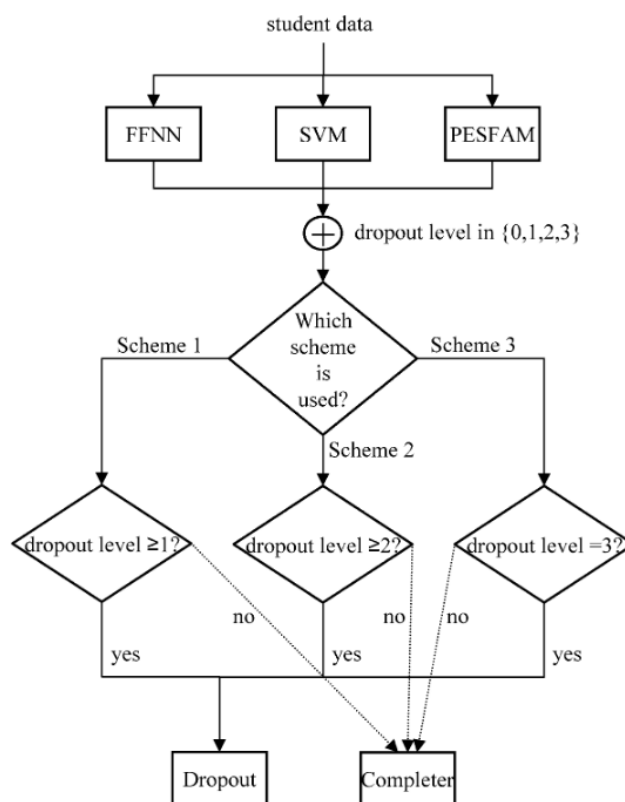 student data
FFNN
SVM
PESFAM
+
dropout level in {0,1,2,3}
Which
scheme
is
used?
Scheme 1
Scheme 3
Scheme 2
dropout level ≥1?
dropout level ≥2?
dropout level =3?
no
no
no
yes
yes
yes
Dropout
Completer